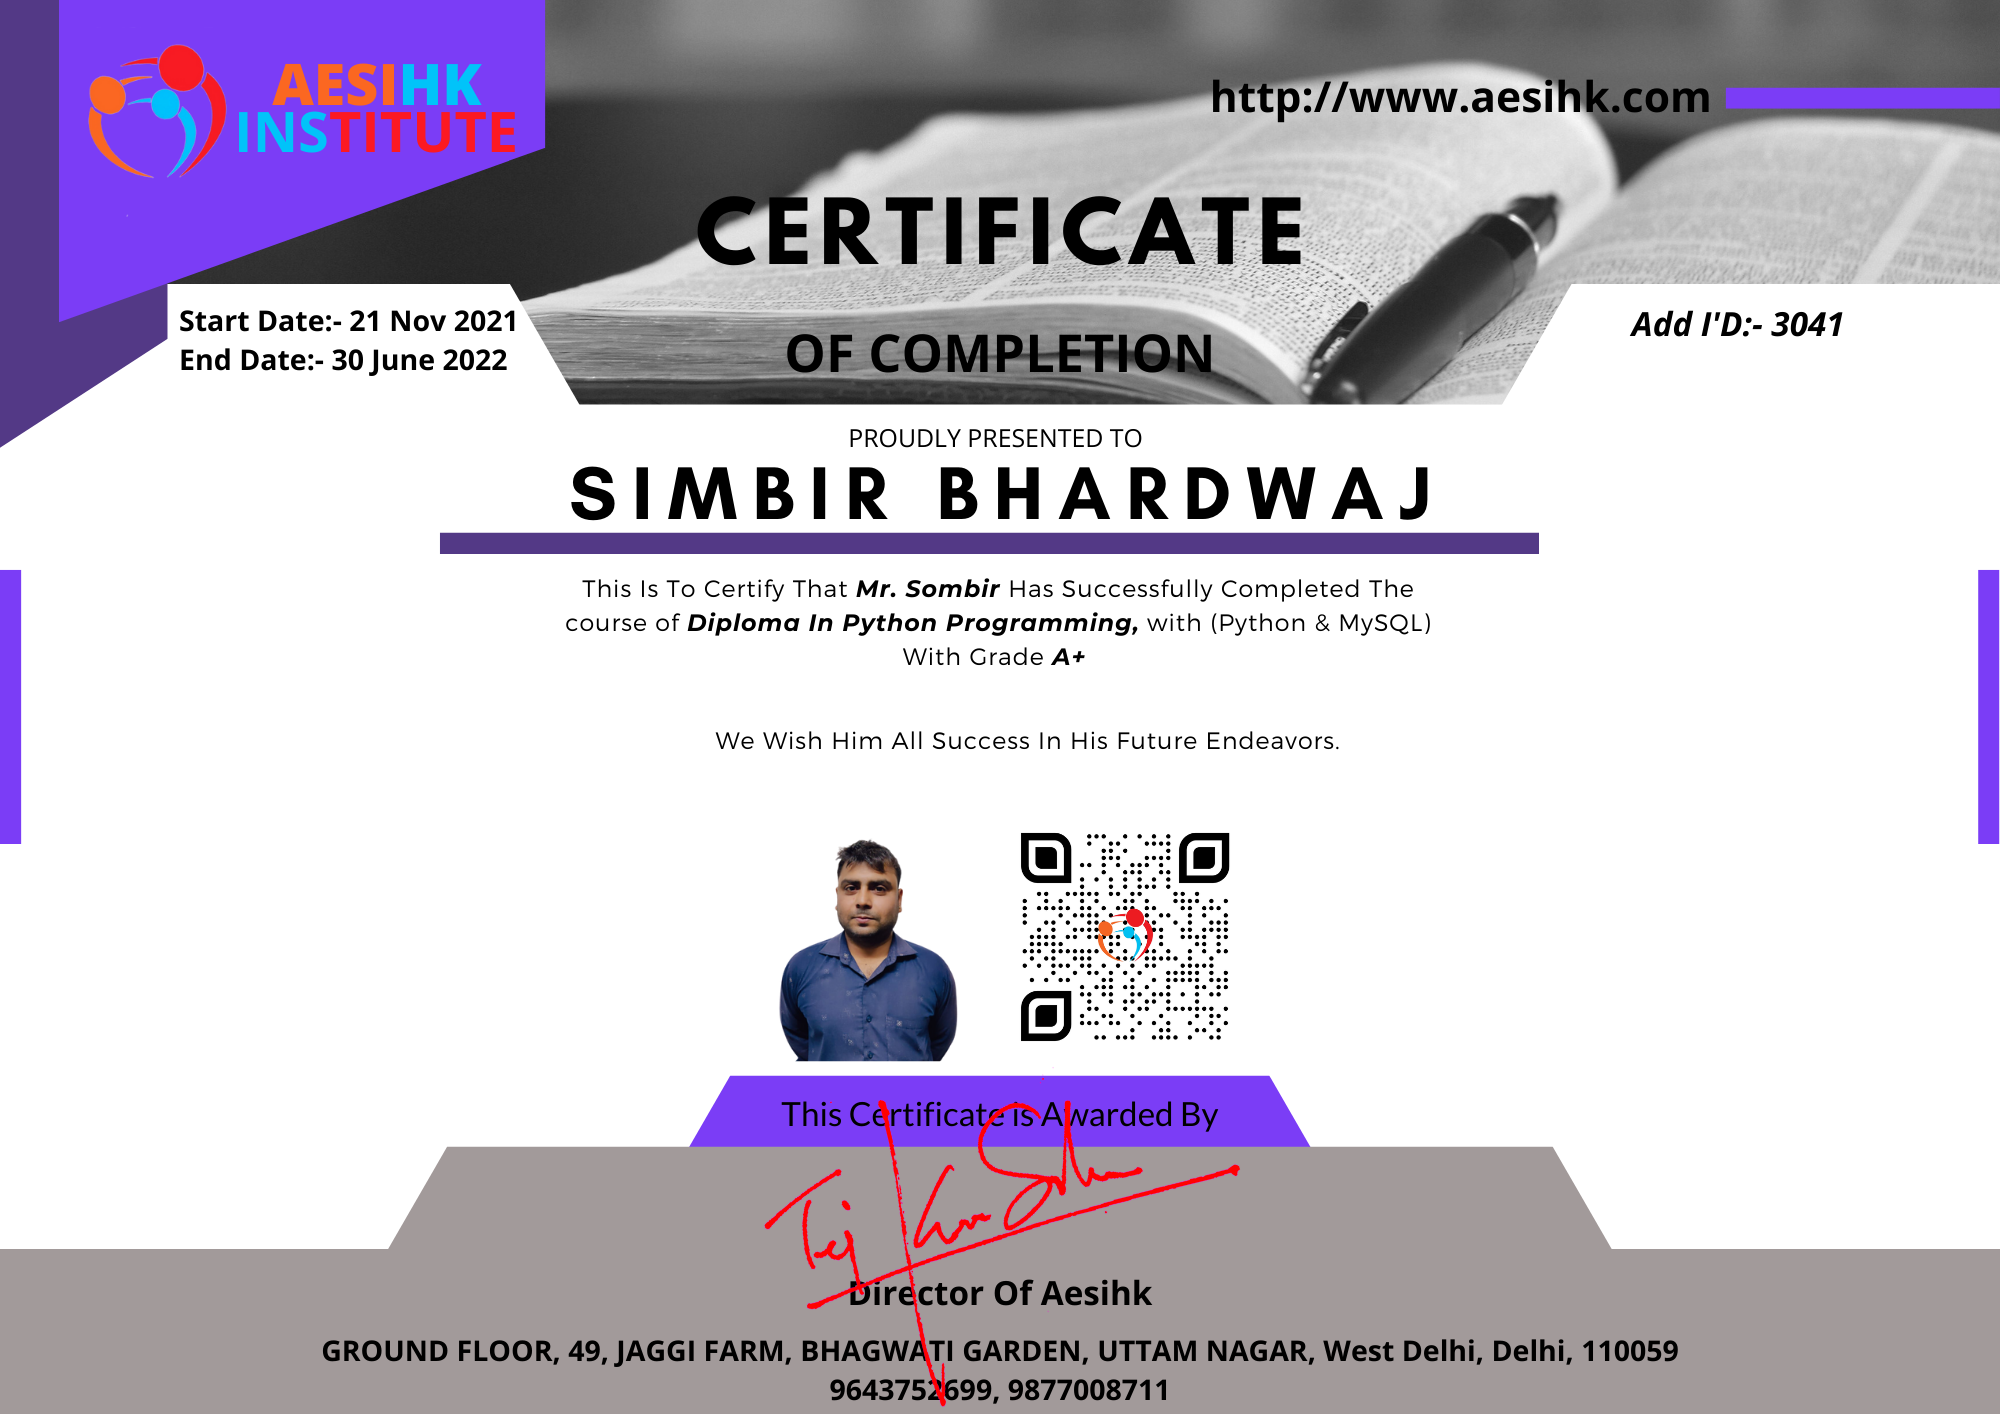 AESIHK
INSTITUTE
http://www.aesihk.com
CERTIFICATE
OF COMPLETION
Start Date:- 21 Nov 2021
End Date:- 30 June 2022
Add I'D:- 3041
PROUDLY PRESENTED TO
SIMBIR BHARDWAJ
This Is To Certify That Mr. Sombir Has Successfully Completed The
course of Diploma In Python Programming, with (Python & MySQL)
With Grade A+
We Wish Him All Success In His Future Endeavors.
This Certificate is Awarded By
Director Of Aesihk
GROUND FLOOR, 49, JAGGI FARM, BHAGWATI GARDEN, UTTAM NAGAR, West Delhi, Delhi, 110059
9643752699, 9877008711